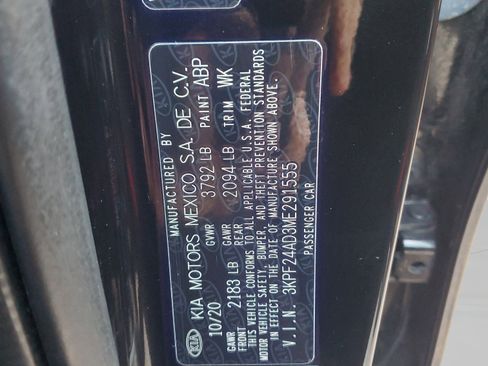 MANUFACTURED BY
KIA KIA MOTORS MEXICO S.A. DE C.V.
10/20 GVWR 3792 LB PAINT ABP
GAWR FRONT 2183 LB GAWR REAR 2094 LB TRIM WK
THIS VEHICLE CONFORMS TO ALL APPLICABLE U.S.A. FEDERAL
MOTOR VEHICLE SAFETY, BUMPER, AND THEFT PREVENTION STANDARDS
IN EFFECT ON THE DATE OF MANUFACTURE SHOWN ABOVE.
V.I.N. 3KPF24AD3ME291555
PASSENGER CAR